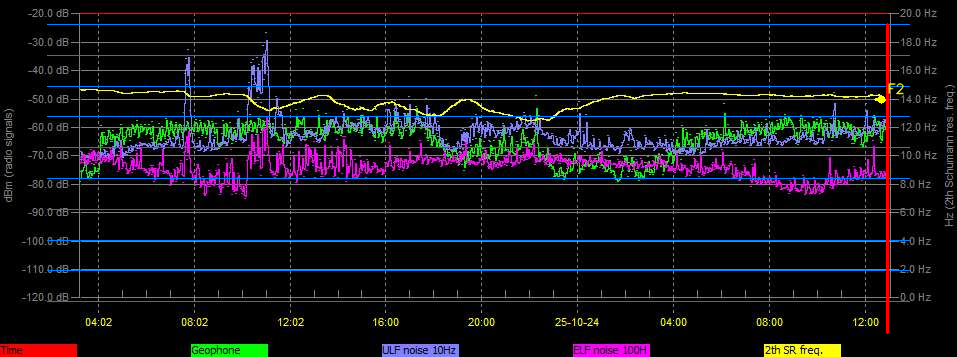 -20.0 dB 20.0 Hz
-30.0 dB 18.0 Hz
-40.0 dB 16.0 Hz
F2
-50.0 dB 14.0 Hz
-60.0 dB 12.0 Hz
-70.0 dB 10.0 Hz
-80.0 dB 8.0 Hz
-90.0 dB 6.0 Hz
-100.0 dB 4.0 Hz
-110.0 dB 2.0 Hz
-120.0 dB 0.0 Hz
dBm (radio signals)
Hz (2th Schumann res. freq.)
04:02 08:02 12:02 16:00 20:00 25-10-24 04:00 08:00 12:00
Time Geophone ULF noise 10Hz ELF noise 100H 2th SR freq.